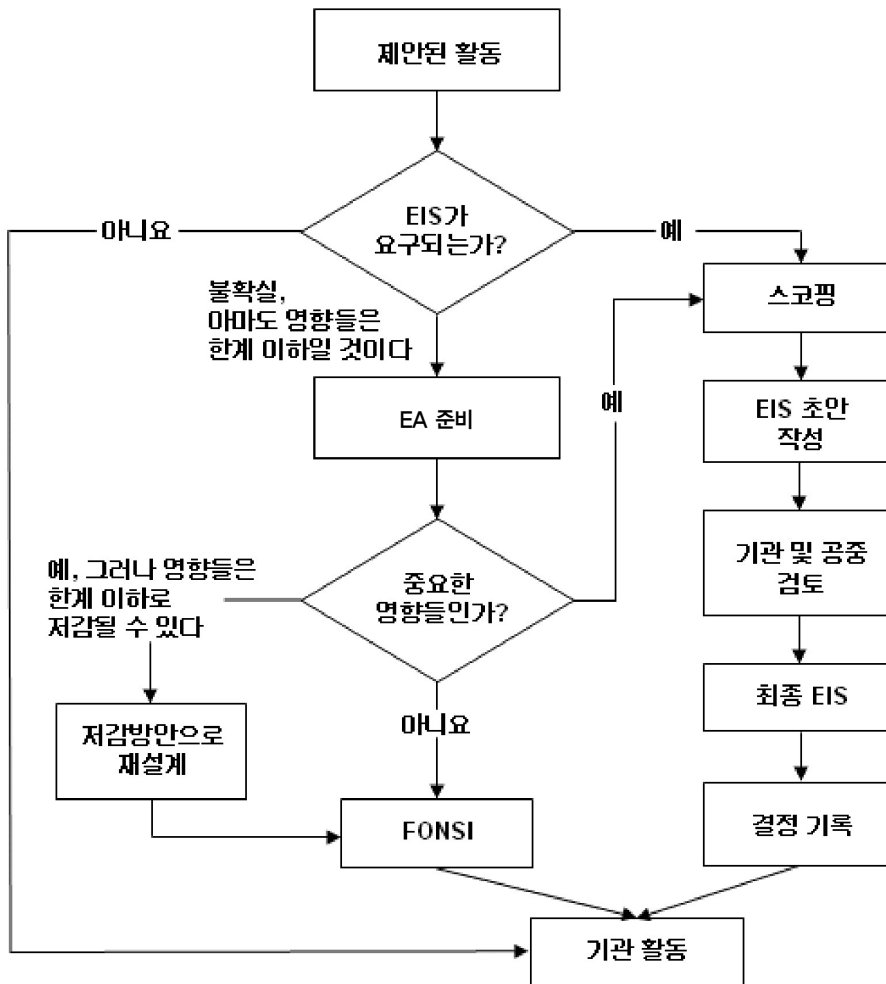 제안된 활동
EIS가
요구되는가?
아니요
예
불확실,
아마도 영향들은
한계 이하일 것이다
스코핑
EA 준비
예
EIS 초안
작성
기관 및 공중
검토
중요한
영향들인가?
예, 그러나 영향들은
한계 이하로
저감될 수 있다
최종 EIS
저감방안으로
재설계
아니요
FONSI
결정 기록
기관 활동